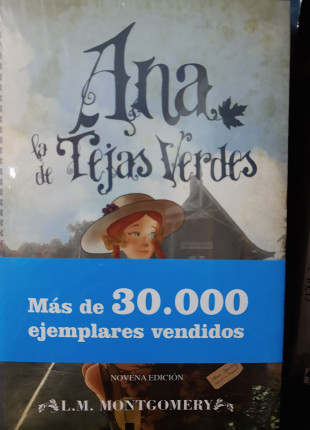 Ana
la de Tejas Verdes
Más de 30.000
ejemplares vendidos
NOVENA EDICIÓN
L.M. MONTGOMERY